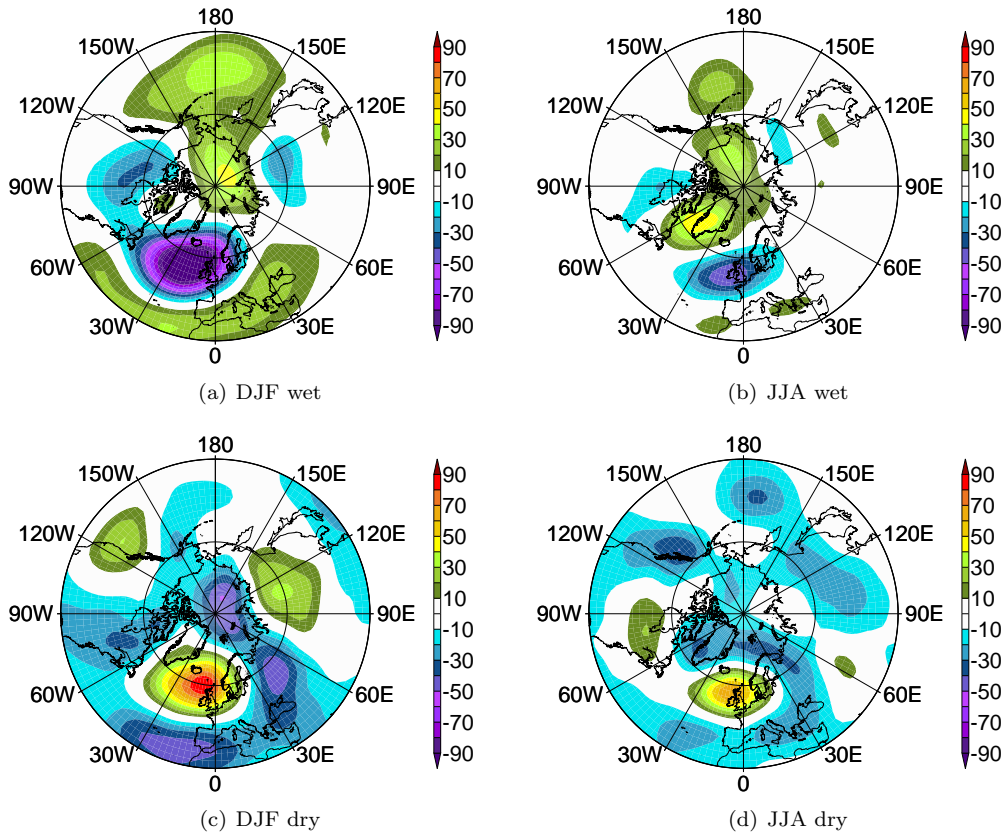 180
150W
150E
120W
120E
90W
90E
60W
60E
30W
30E
0
90
70
50
30
10
-10
-30
-50
-70
-90
(a) DJF wet
180
150W
150E
120W
120E
90W
90E
60W
60E
30W
30E
0
90
70
50
30
10
-10
-30
-50
-70
-90
(b) JJA wet
180
150W
150E
120W
120E
90W
90E
60W
60E
30W
30E
0
90
70
50
30
10
-10
-30
-50
-70
-90
(c) DJF dry
180
150W
150E
120W
120E
90W
90E
60W
60E
30W
30E
0
90
70
50
30
10
-10
-30
-50
-70
-90
(d) JJA dry